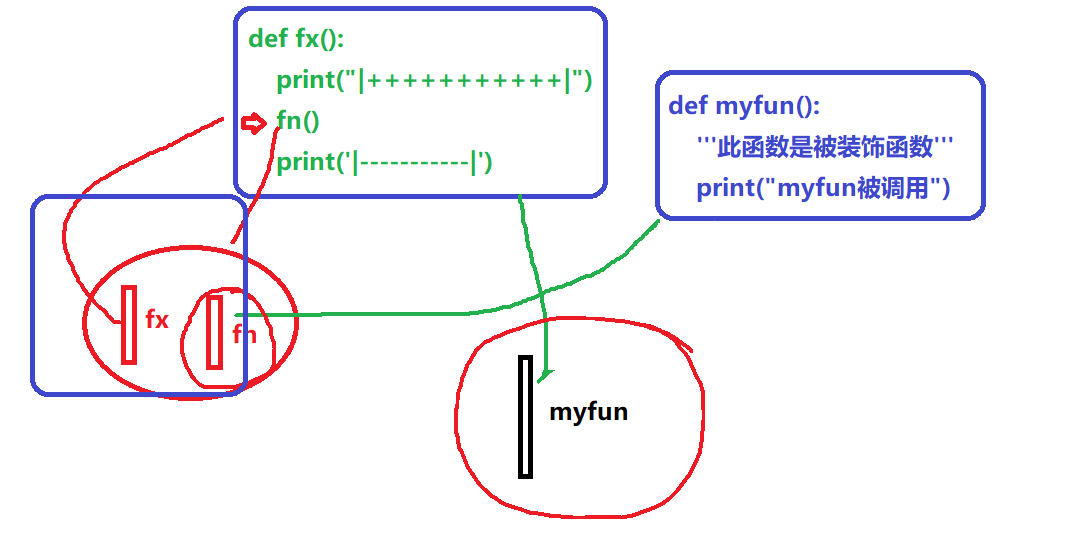 def fx():
print("|+++++++++++|")
fn()
print('|-----------|')
def myfun():
'''此函数是被装饰函数'''
print("myfun被调用")
fx
fn
myfun